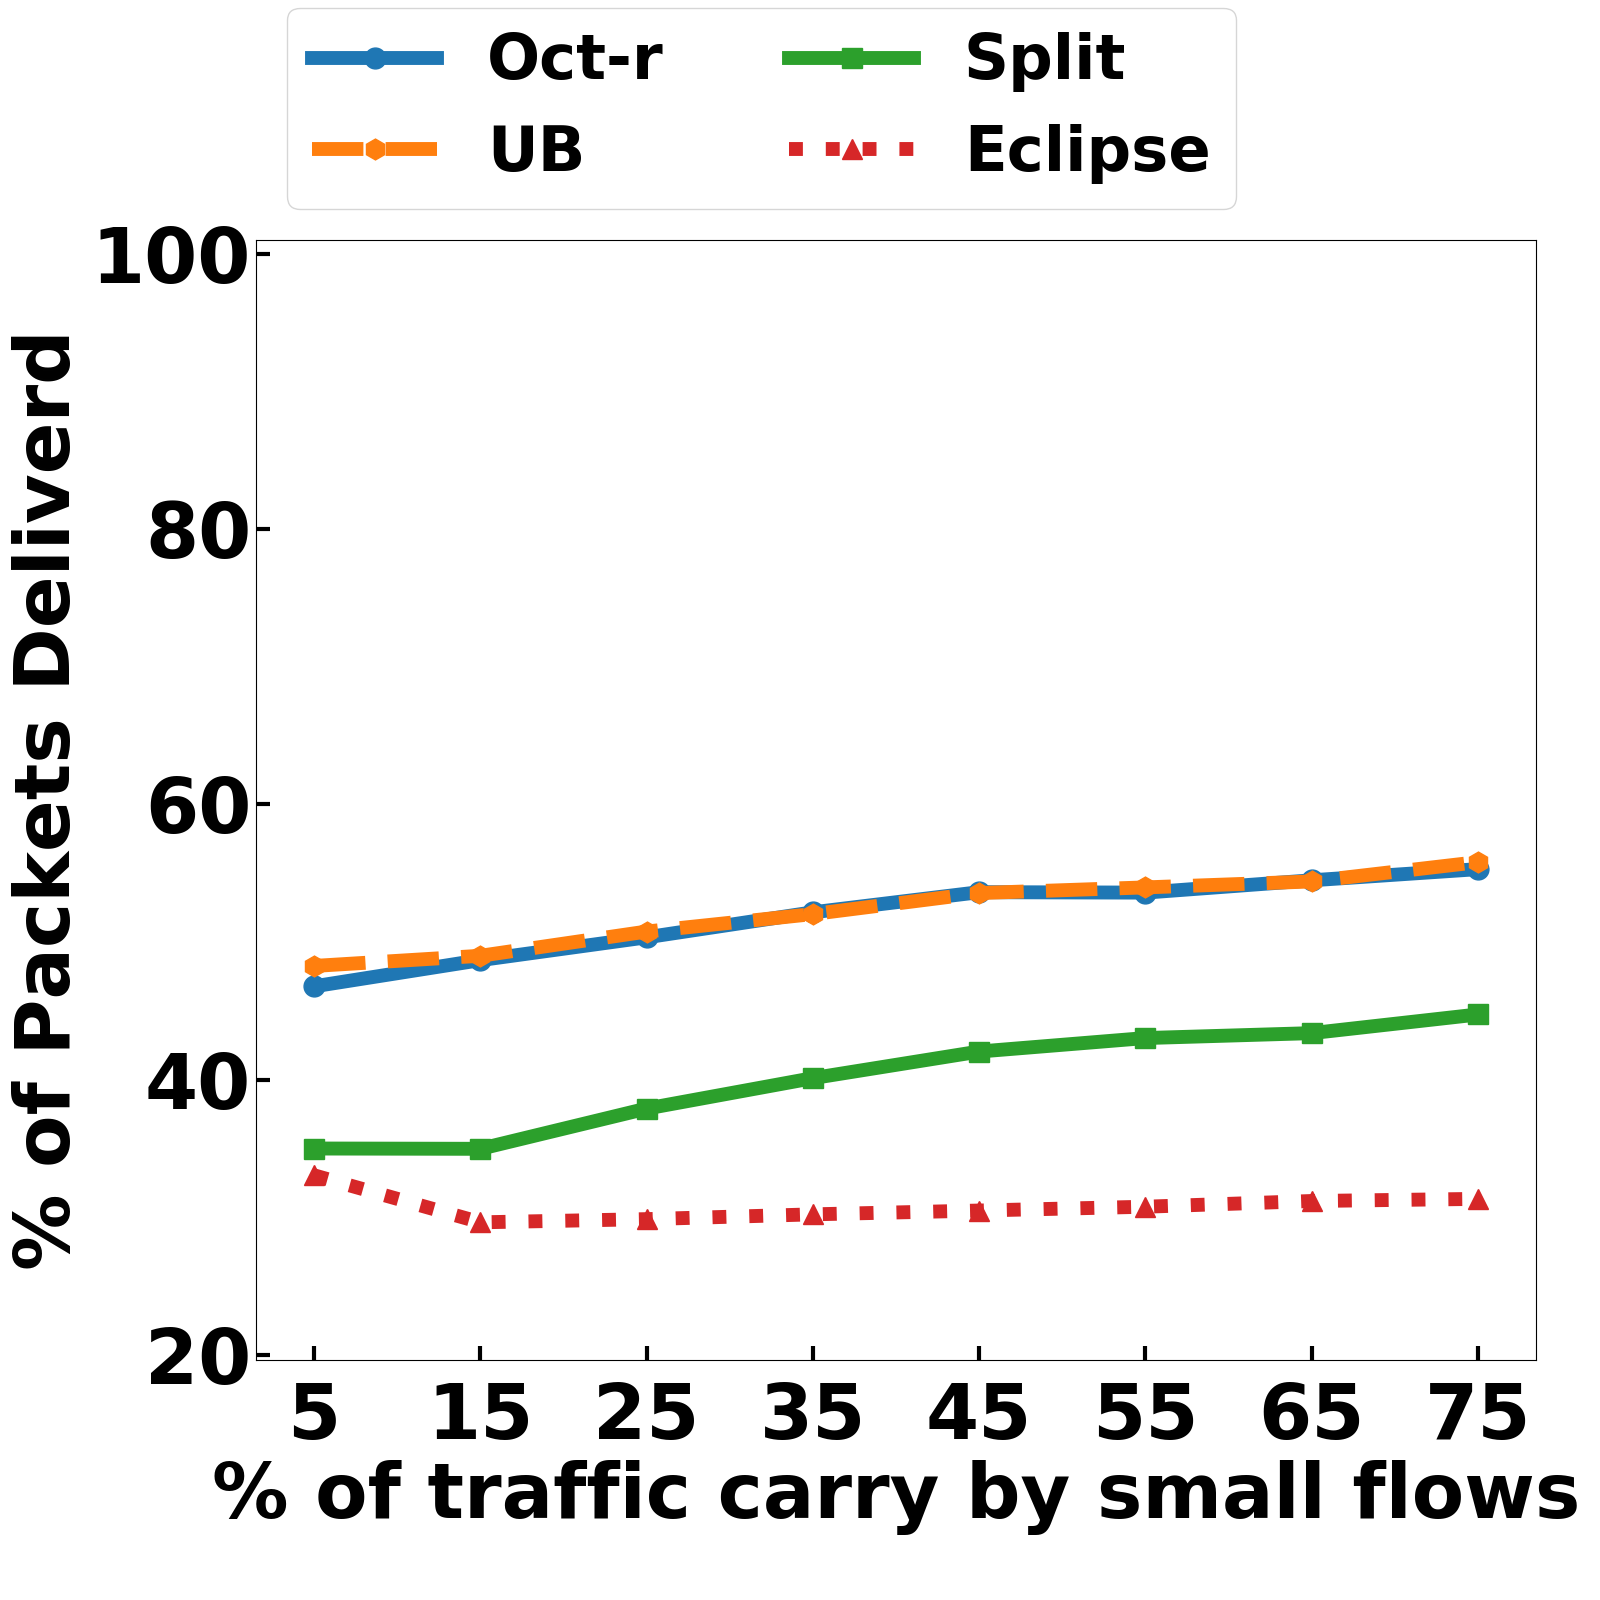 Oct-r
UB
Split
Eclipse
% of Packets Deliverd
100
80
60
40
20
5 15 25 35 45 55 65 75
% of traffic carry by small flows